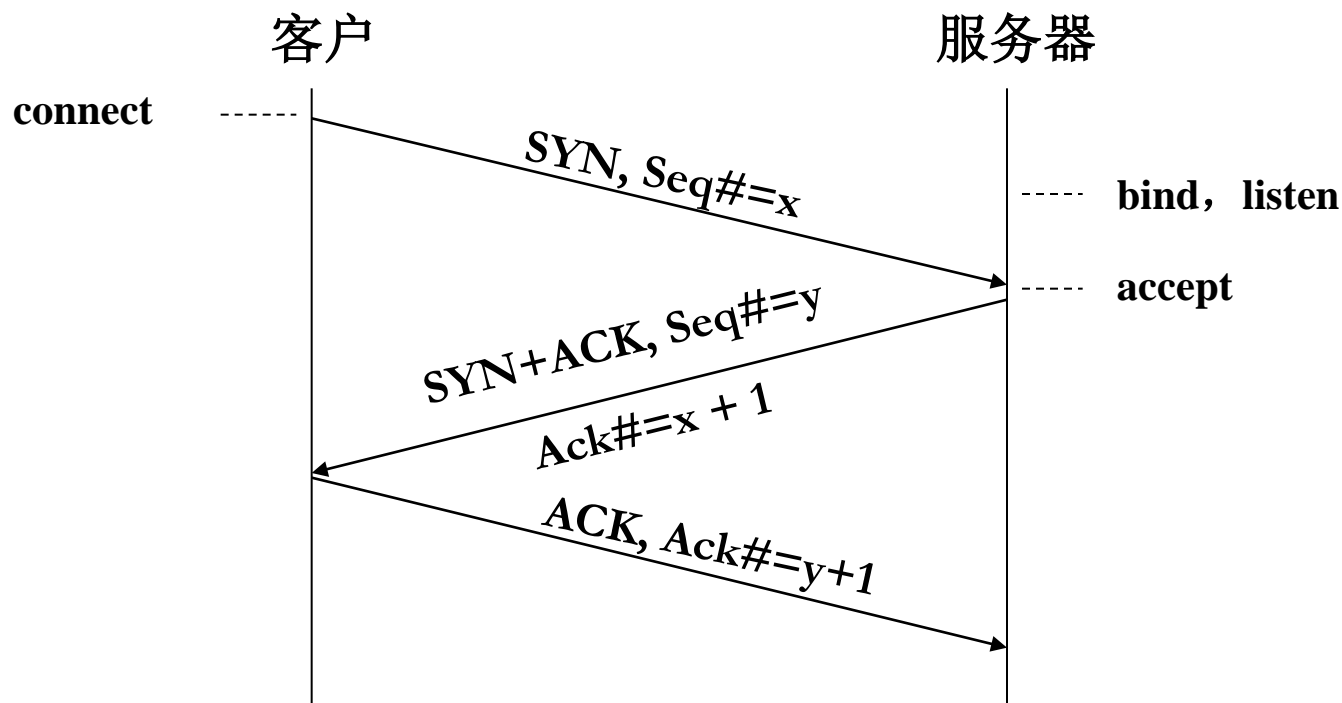 客户
服务器
connect
SYN, Seq#=x
bind，listen
accept
SYN+ACK, Seq#=y
Ack#=x + 1
ACK, Ack#=y+1